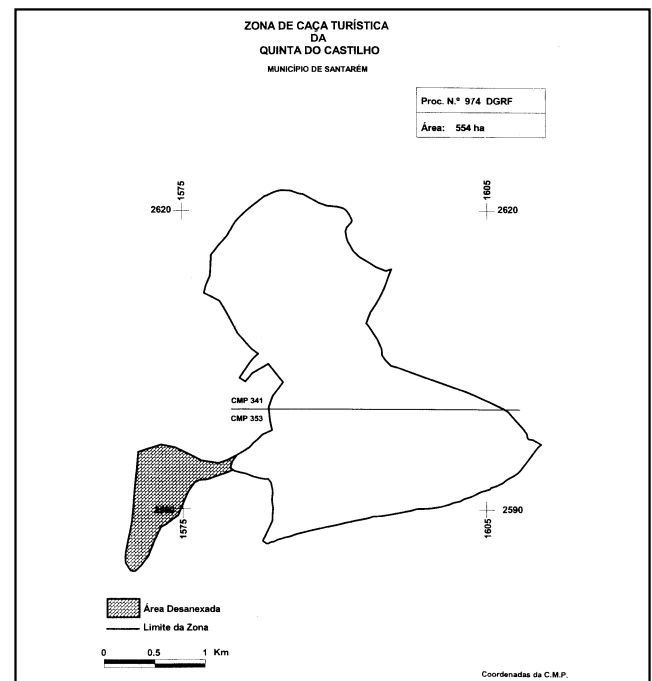 ZONA DE CAÇA TURÍSTICA
DA
QUINTA DO CASTILHO
MUNICÍPIO DE SANTARÉM
Proc. N.º 974 DGRF
Área: 554 ha
1575
1605
2620
2620
CMP 341
CMP 353
2590
1575
1605
Área Desanexada
Limite da Zona
0 0.5 1 Km
Coordenadas da C.M.P.